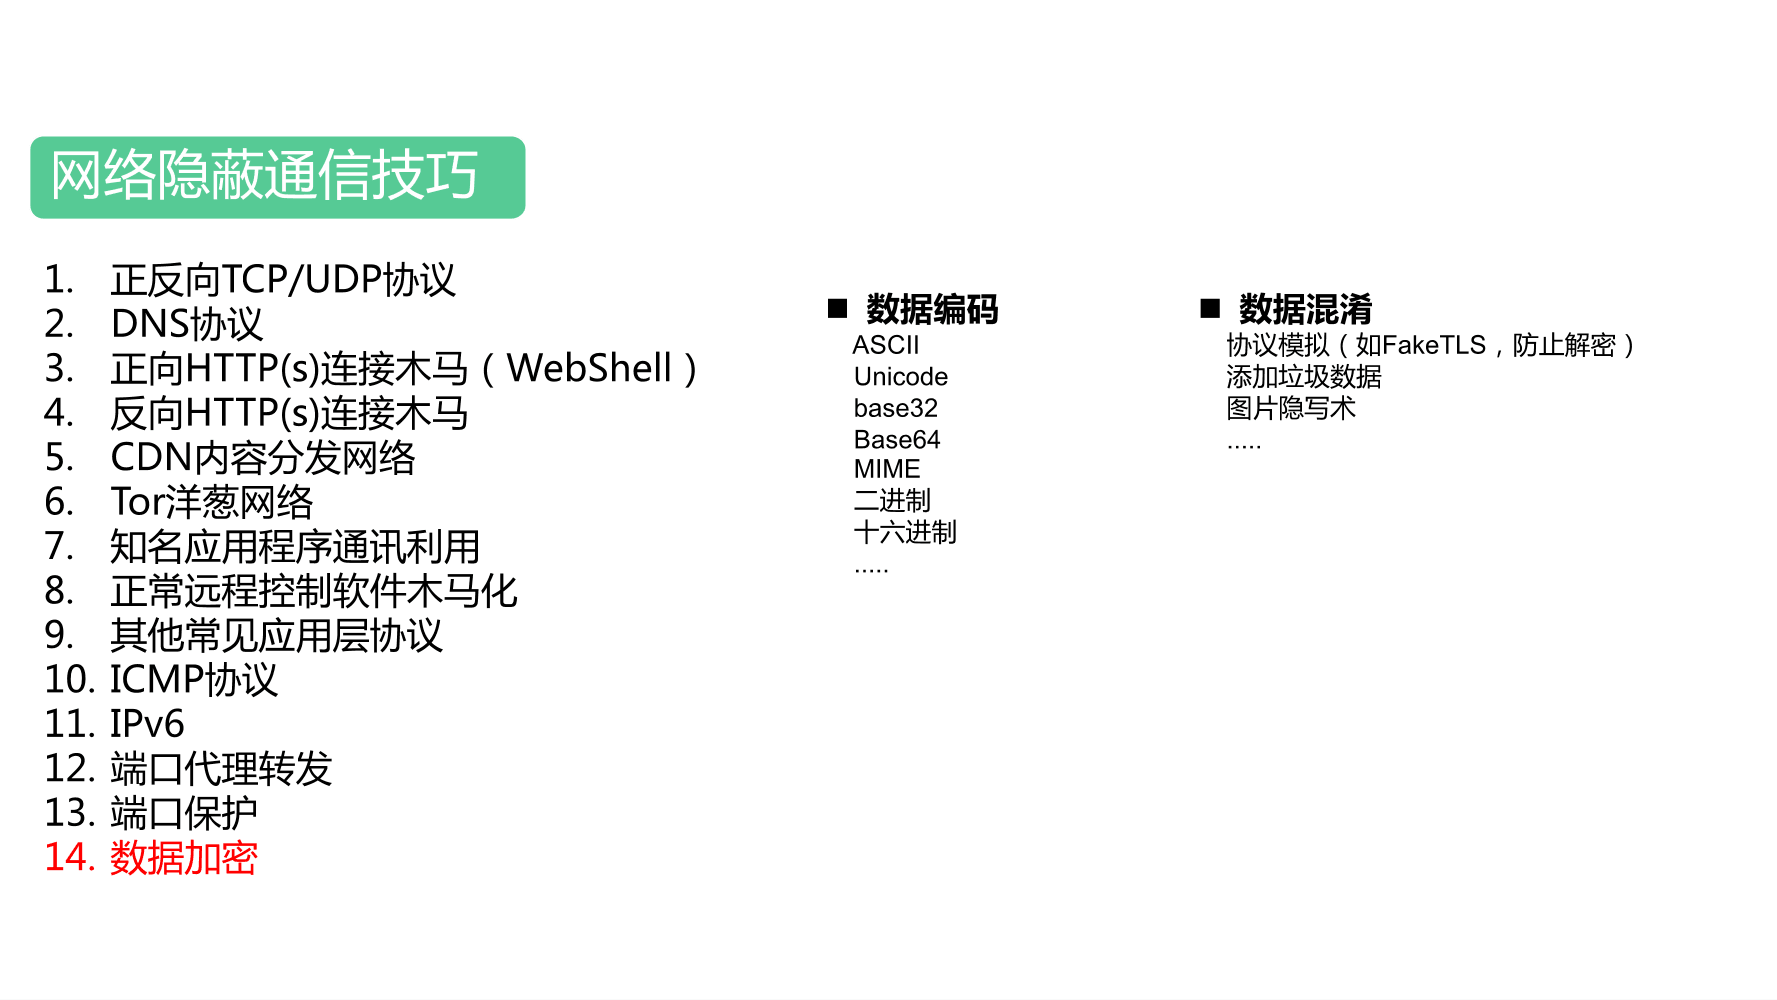 网络隐蔽通信技巧
1. 正反向TCP/UDP协议
2. DNS协议
3. 正向HTTP(s)连接木马（WebShell）
4. 反向HTTP(s)连接木马
5. CDN内容分发网络
6. Tor洋葱网络
7. 知名应用程序通讯利用
8. 正常远程控制软件木马化
9. 其他常见应用层协议
10. ICMP协议
11. IPv6
12. 端口代理转发
13. 端口保护
14. 数据加密
■ 数据编码
ASCII
Unicode
base32
Base64
MIME
二进制
十六进制
.....
■ 数据混淆
协议模拟（如FakeTLS，防止解密）
添加垃圾数据
图片隐写术
.....